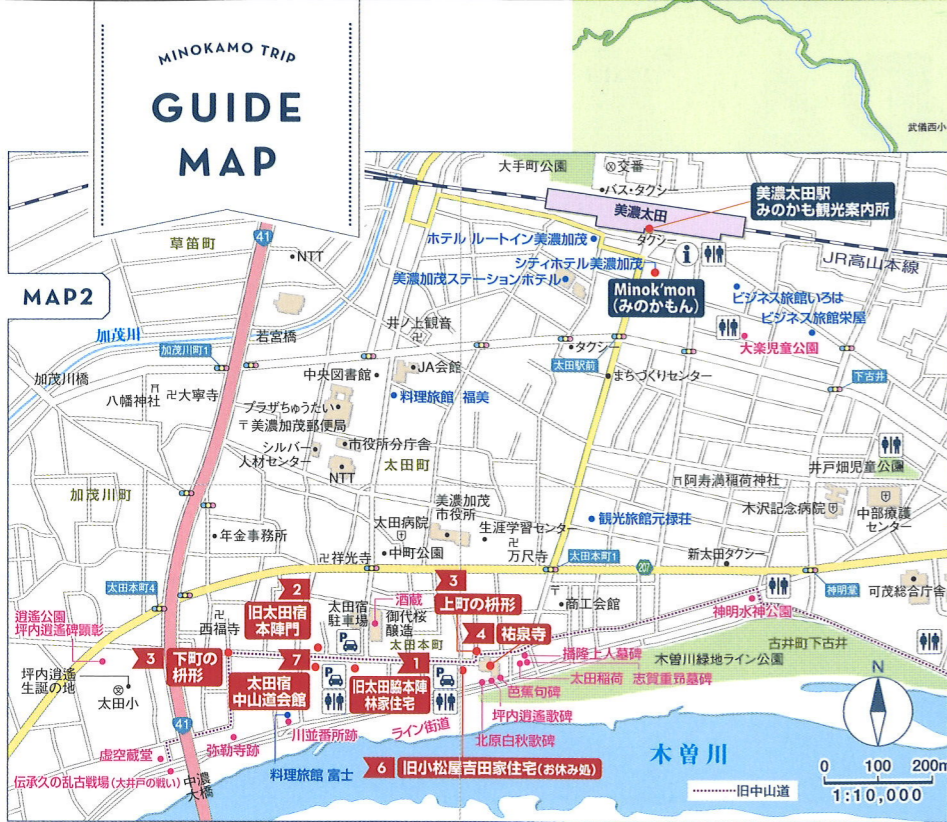 MINOKAMO TRIP
GUIDE
MAP
武儀西小
大手町公園
交番
バス・タクシー
美濃太田
美濃太田駅
みのかも観光案内所
タクシー
草笛町
41
NTT
ホテル ルートイン美濃加茂
シティホテル美濃加茂
美濃加茂ステーションホテル
JR高山本線
MAP2
Minok'mon
(みのかもん)
ビジネス旅館いろは
ビジネス旅館栄屋
大楽児童公園
加茂川
若宮橋
加茂川町1
井ノ上観音
タクシー
太田駅前
まちづくりセンター
下古井
加茂川橋
八幡神社
大寧寺
中央図書館
JA会館
料理旅館 福美
プラザちゅうたい
〒美濃加茂郵便局
シルバー
人材センター
市役所分庁舎
NTT
太田町
井戸畑児童公園
阿寿満稲荷神社
木沢記念病院
中部療護
センター
加茂川町
年金事務所
美濃加茂
市役所
太田病院
生涯学習センター
観光旅館元禄荘
中町公園
祥光寺
万尺寺
太田本町1
新太田タクシー
207
神明堂
可茂総合庁舎
太田本町4
2
旧太田宿
本陣門
太田宿
駐車場
酒蔵
御代桜
醸造
3
上町の枡形
〒
商工会館
神明水神公園
逍遥公園
坪内逍遥碑顕彰
西福寺
太田本町
4
祐泉寺
古井町下古井
3
下町の
枡形
7
太田宿
中山道会館
1
旧太田脇本陣
林家住宅
播隆上人墓碑
木曽川緑地ライン公園
太田稲荷
志賀重昂墓碑
芭蕉句碑
坪内逍遥歌碑
北原白秋歌碑
坪内逍遥
生誕の地
太田小
41
虚空蔵堂
弥勒寺跡
川並番所跡
ライン街道
木曽川
N
伝承久の乱古戦場(大井戸の戦い)
中濃
大橋
料理旅館 富士
6
旧小松屋吉田家住宅(お休み処)
0 100 200m
1:10,000
旧中山道